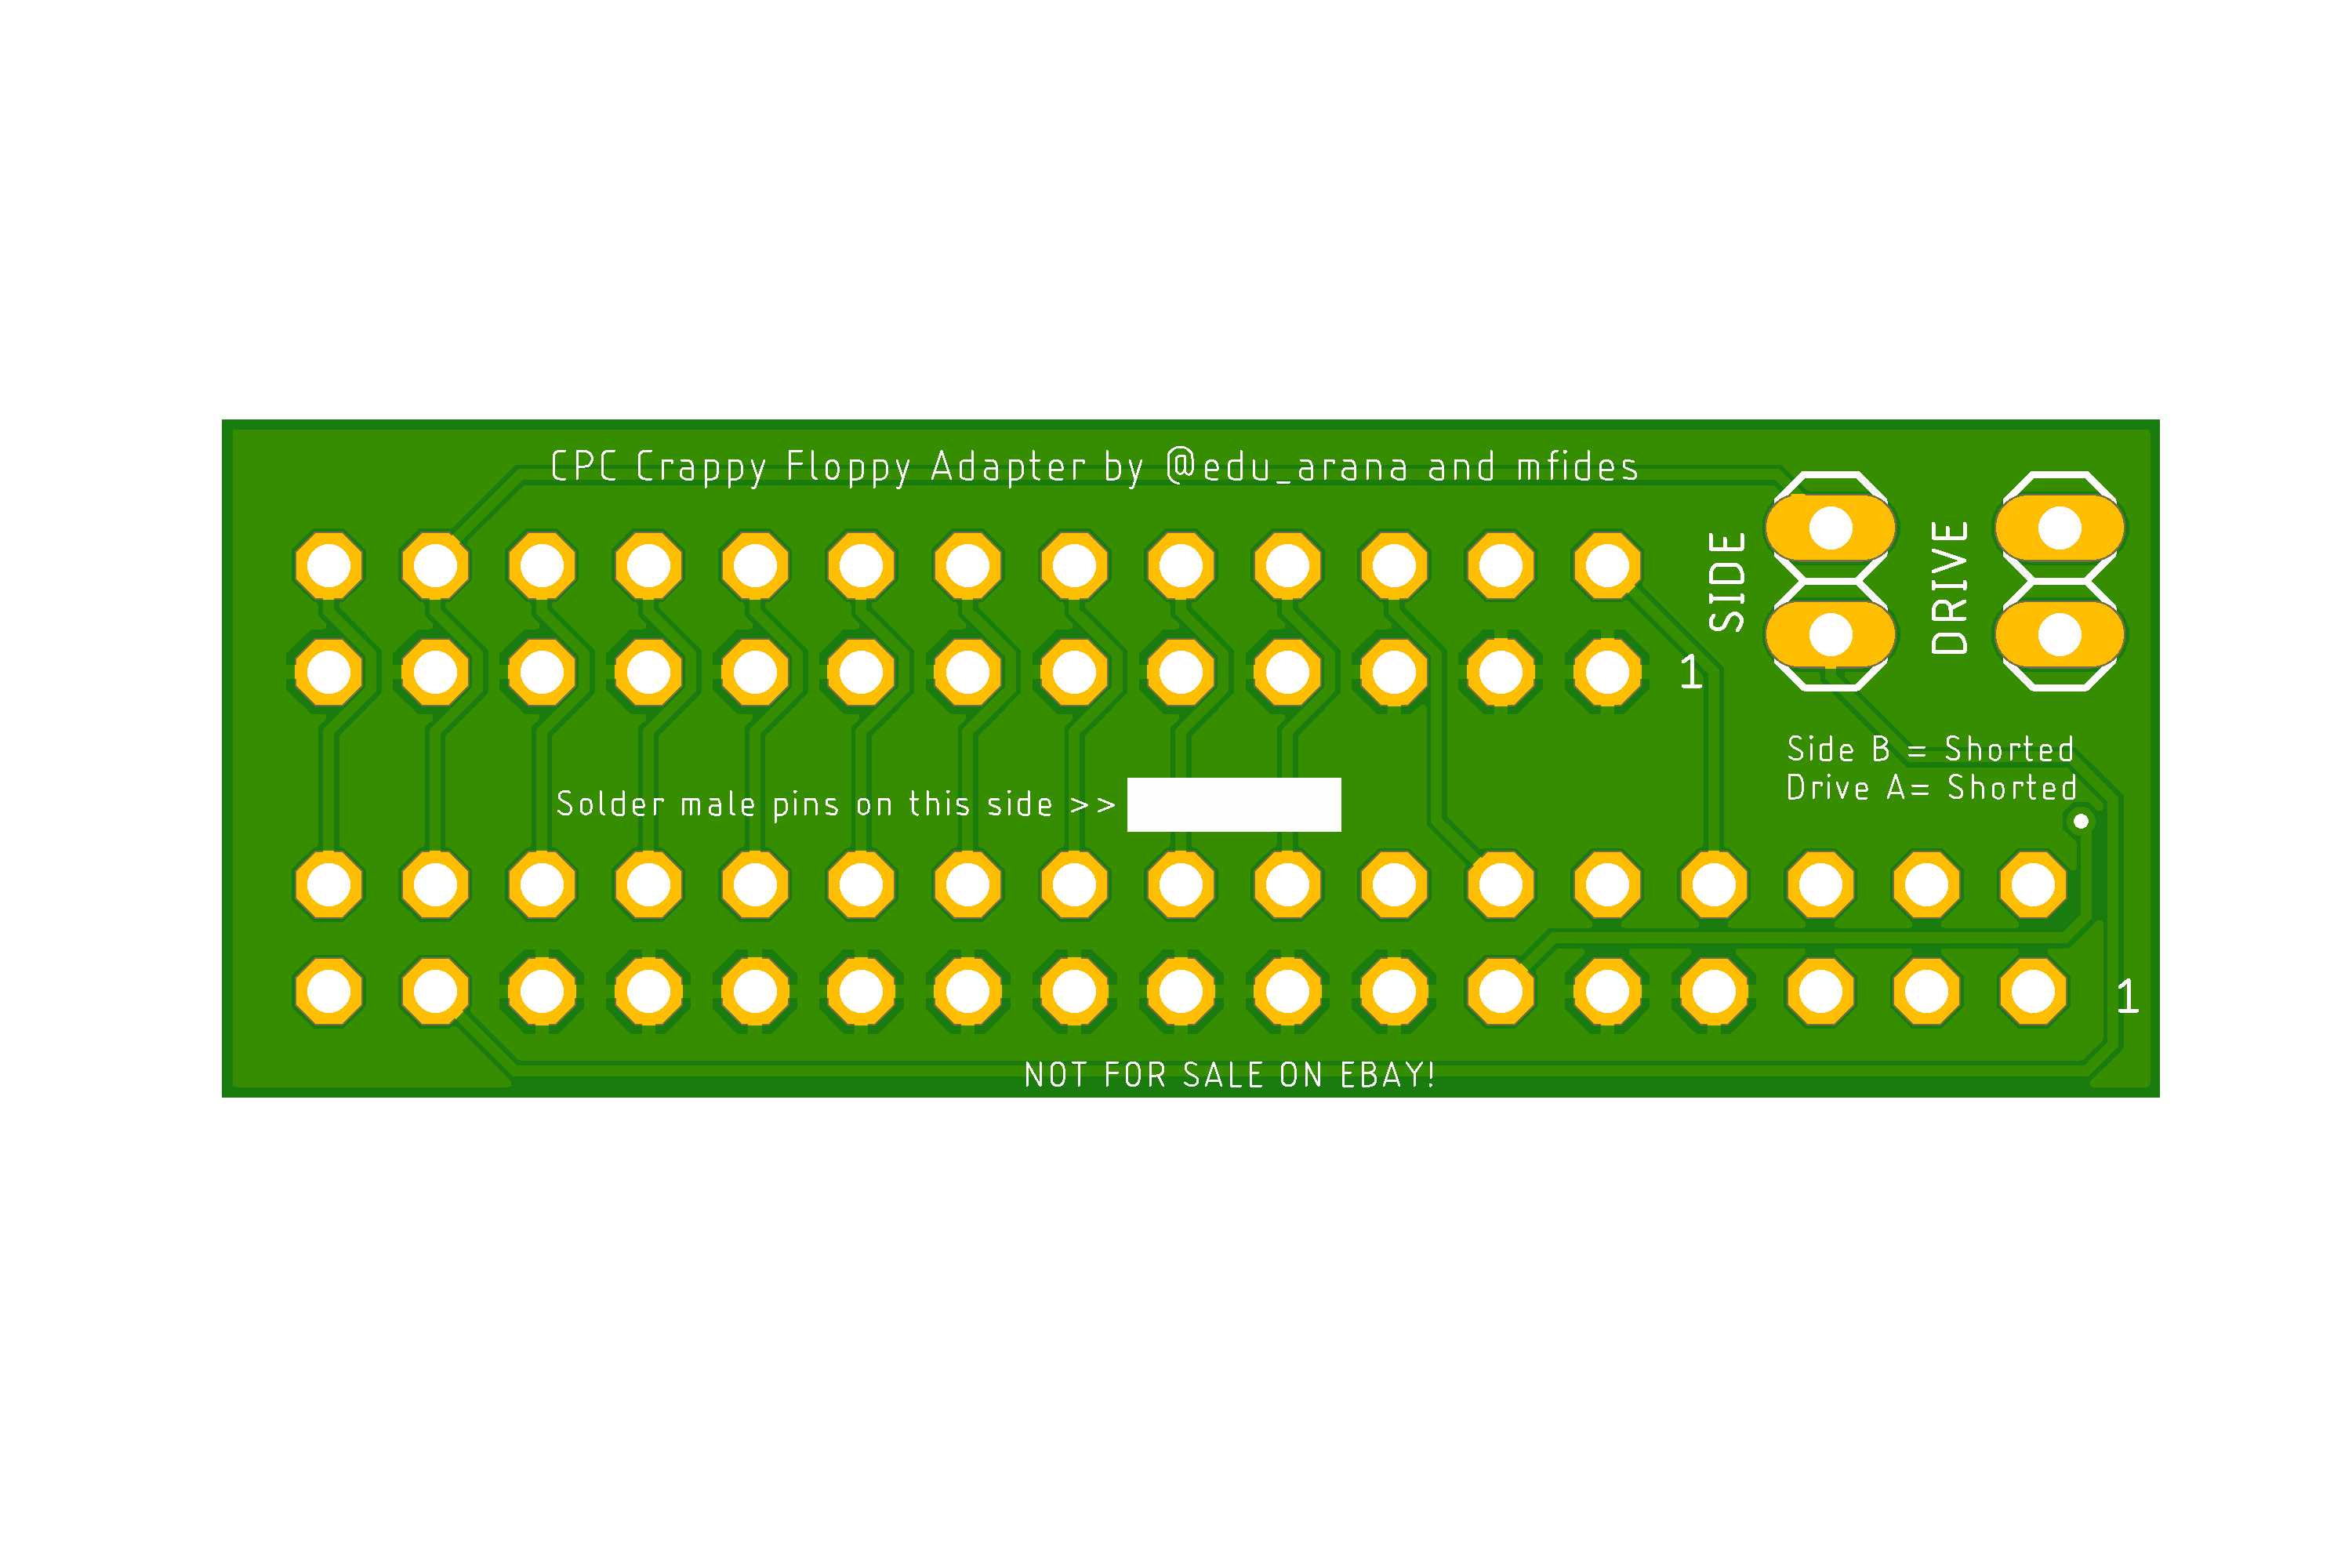 CPC Crappy Floppy Adapter by @edu_arana and mfides
SIDE
DRIVE
1
Side B = Shorted
Drive A= Shorted
Solder male pins on this side >>
1
NOT FOR SALE ON EBAY!